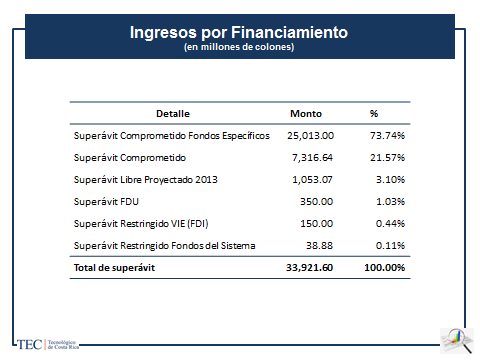 Ingresos por Financiamiento
(en millones de colones)
Detalle Monto %
Superávit Comprometido Fondos Específicos 25,013.00 73.74%
Superávit Comprometido 7,316.64 21.57%
Superávit Libre Proyectado 2013 1,053.07 3.10%
Superávit FDU 350.00 1.03%
Superávit Restringido VIE (FDI) 150.00 0.44%
Superávit Restringido Fondos del Sistema 38.88 0.11%
Total de superávit 33,921.60 100.00%
TEC Tecnológico
de Costa Rica